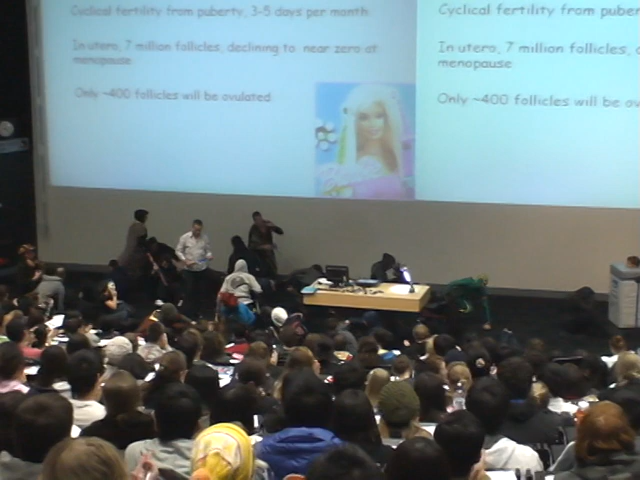 Cyclical fertility from puberty, 3-5 days per month
In utero, 7 million follicles, declining to near zero at
menopause
Only ~400 follicles will be ovulated
Cyclical fertility from puber
In utero, 7 million follicles,
menopause
Only ~400 follicles will be ov